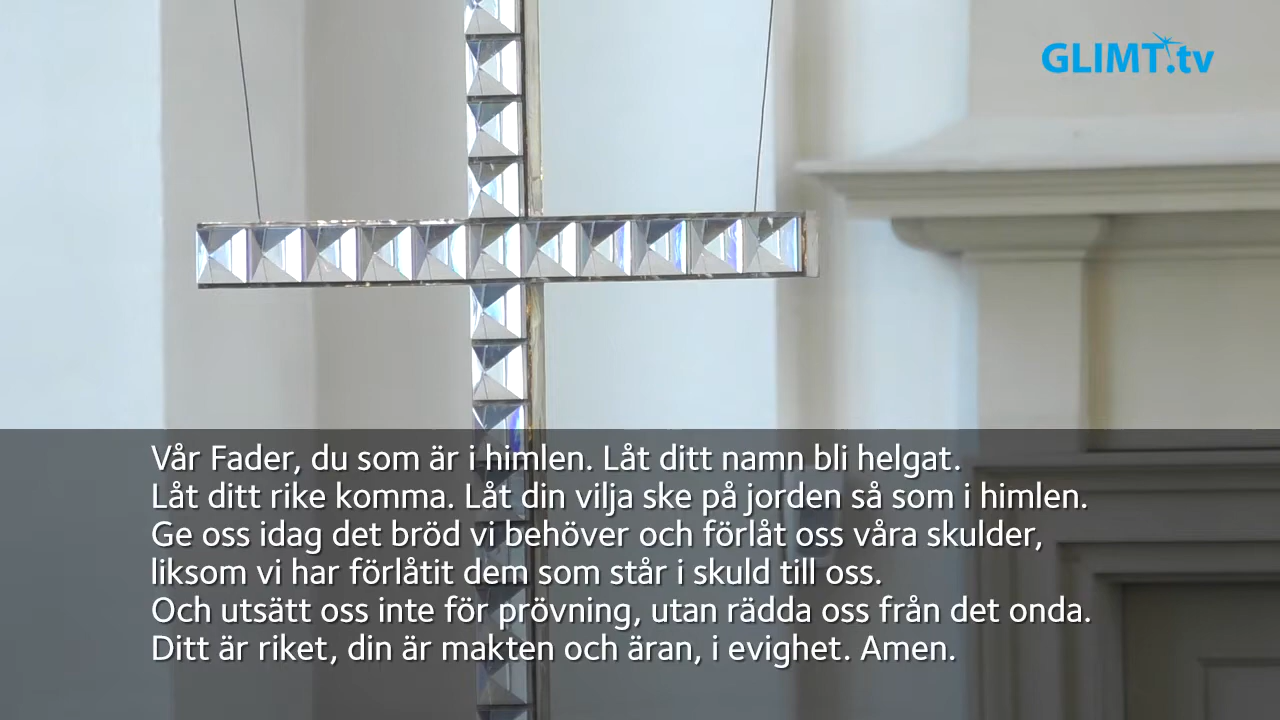 GLIMT.tv
Vår Fader, du som är i himlen. Låt ditt namn bli helgat.
Låt ditt rike komma. Låt din vilja ske på jorden så som i himlen.
Ge oss idag det bröd vi behöver och förlåt oss våra skulder,
liksom vi har förlåtit dem som står i skuld till oss.
Och utsätt oss inte för prövning, utan rädda oss från det onda.
Ditt är riket, din är makten och äran, i evighet. Amen.